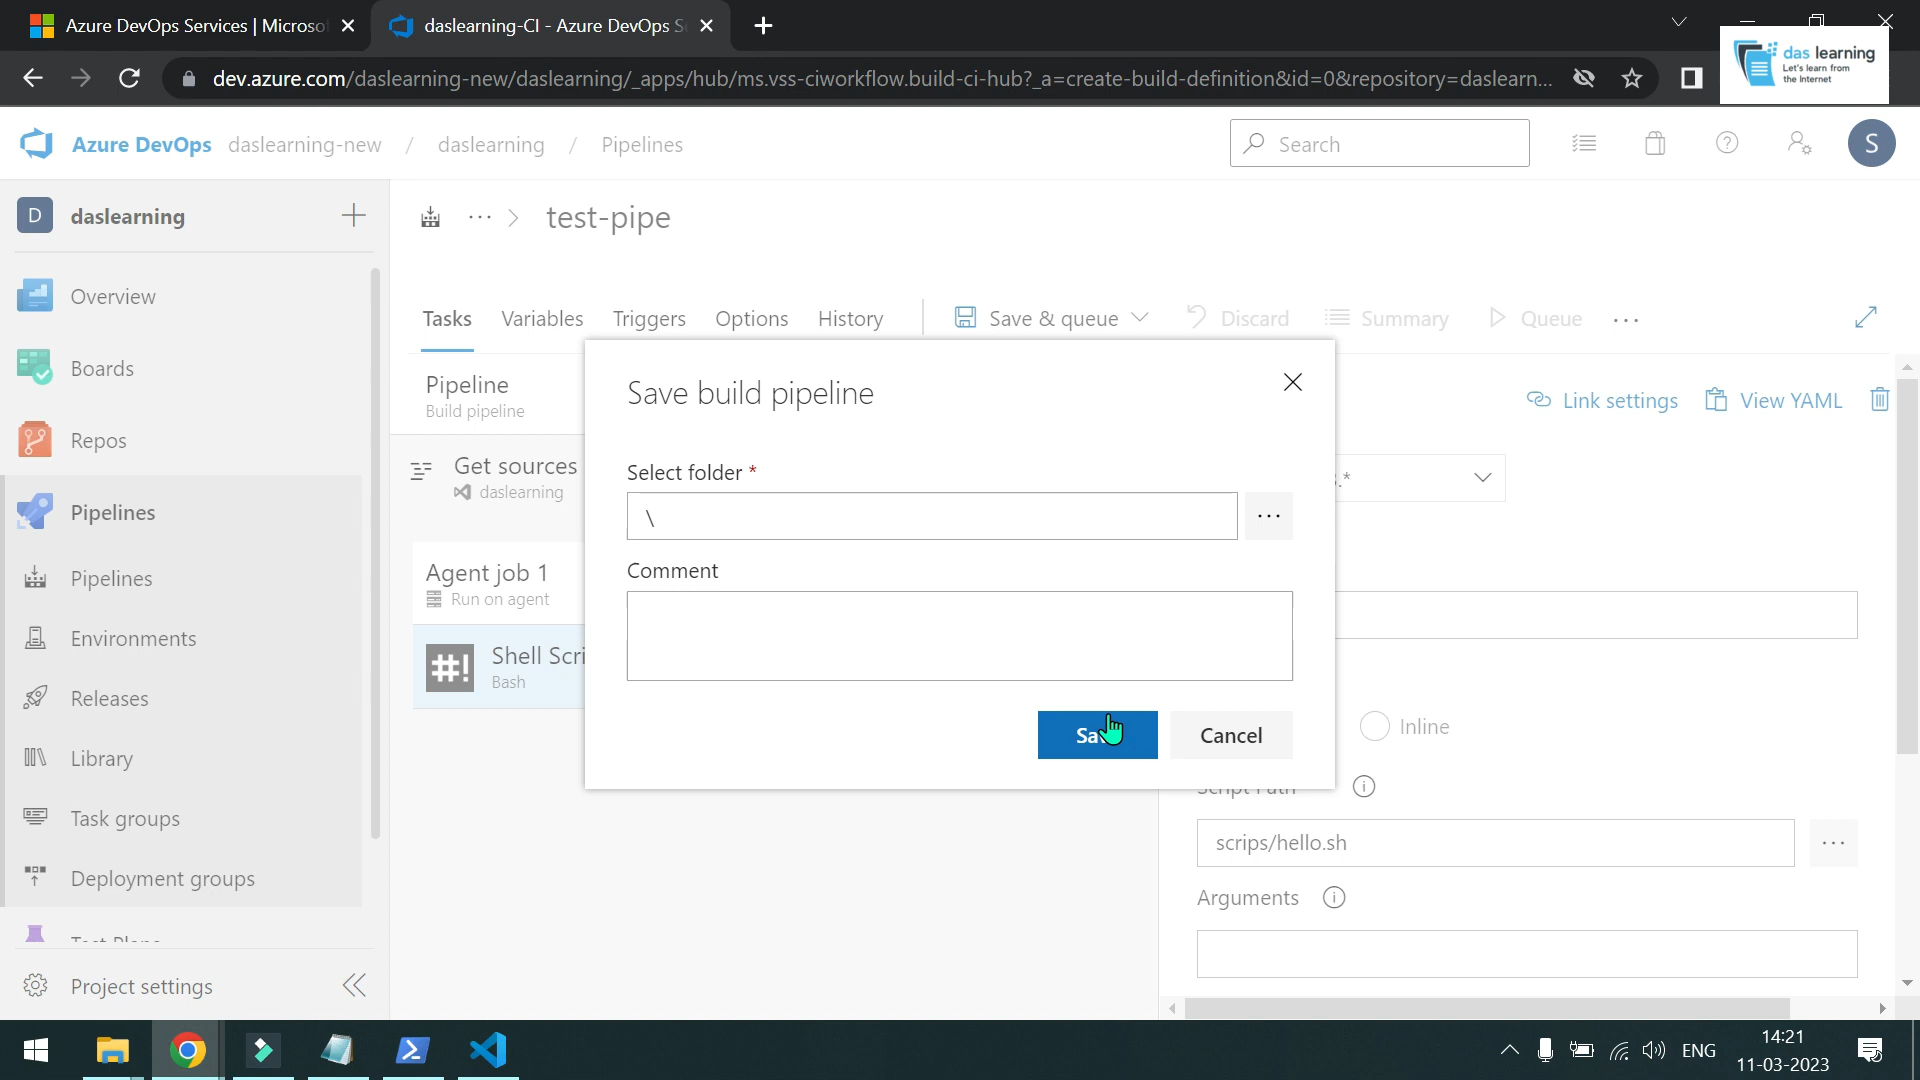 Azure DevOps Services | Microso
daslearning-CI - Azure DevOps S
dev.azure.com/daslearning-new/daslearning/_apps/hub/ms.vss-ciworkflow.build-ci-hub?_a=create-build-definition&id=0&repository=daslearn...
das learning
Let's learn from
the Internet
Azure DevOps daslearning-new / daslearning / Pipelines
Search
S
D daslearning
... > test-pipe
Overview
Boards
Repos
Pipelines
Pipelines
Environments
Releases
Library
Task groups
Deployment groups
Project settings
Tasks Variables Triggers Options History Save & queue Discard Summary Queue ...
Pipeline
Build pipeline
Link settings View YAML
Get sources
daslearning
Agent job 1
Run on agent
#! Shell Scri
Bash
Save build pipeline
Select folder *
\
...
Comment
Cancel
.*
Inline
scrips/hello.sh
...
Arguments
ENG
14:21
11-03-2023